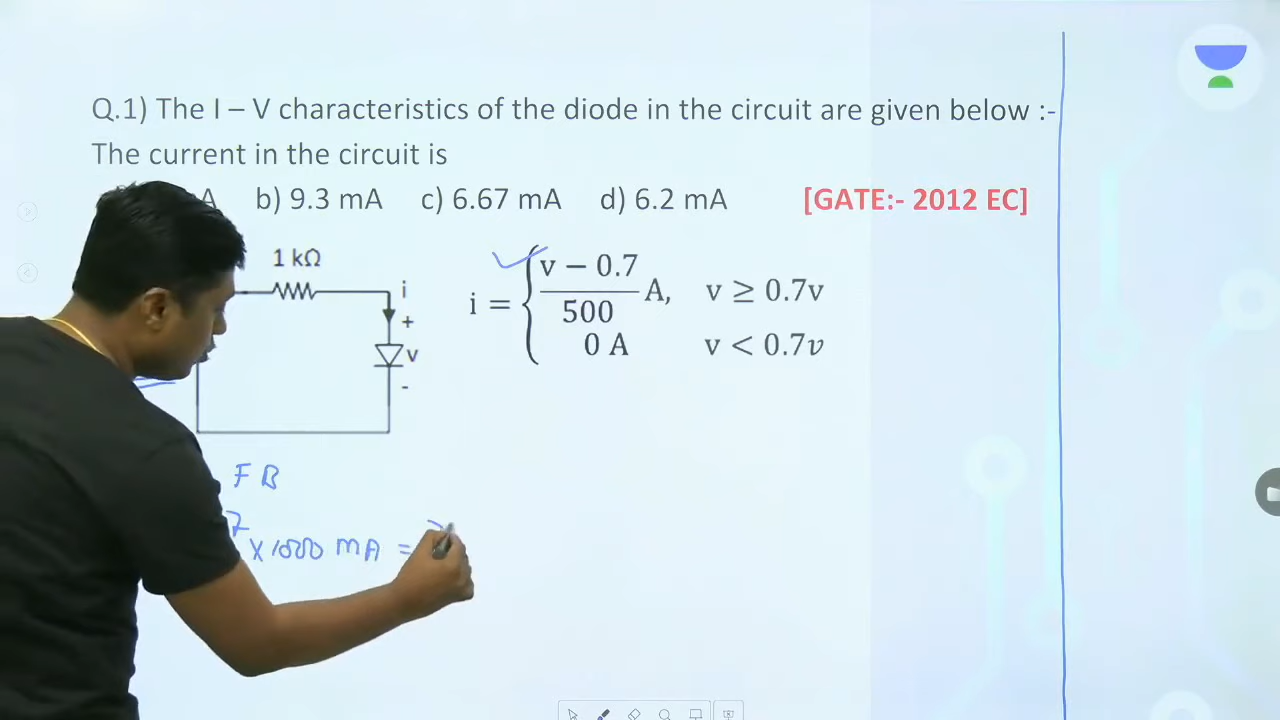 Q.1) The I – V characteristics of the diode in the circuit are given below :-
The current in the circuit is
A b) 9.3 mA c) 6.67 mA d) 6.2 mA [GATE:- 2012 EC]
1 kΩ
i
+
v
-
i = { v – 0.7 / 500 A, v ≥ 0.7v
0 A v < 0.7v
F B
7
× 1000 mA =